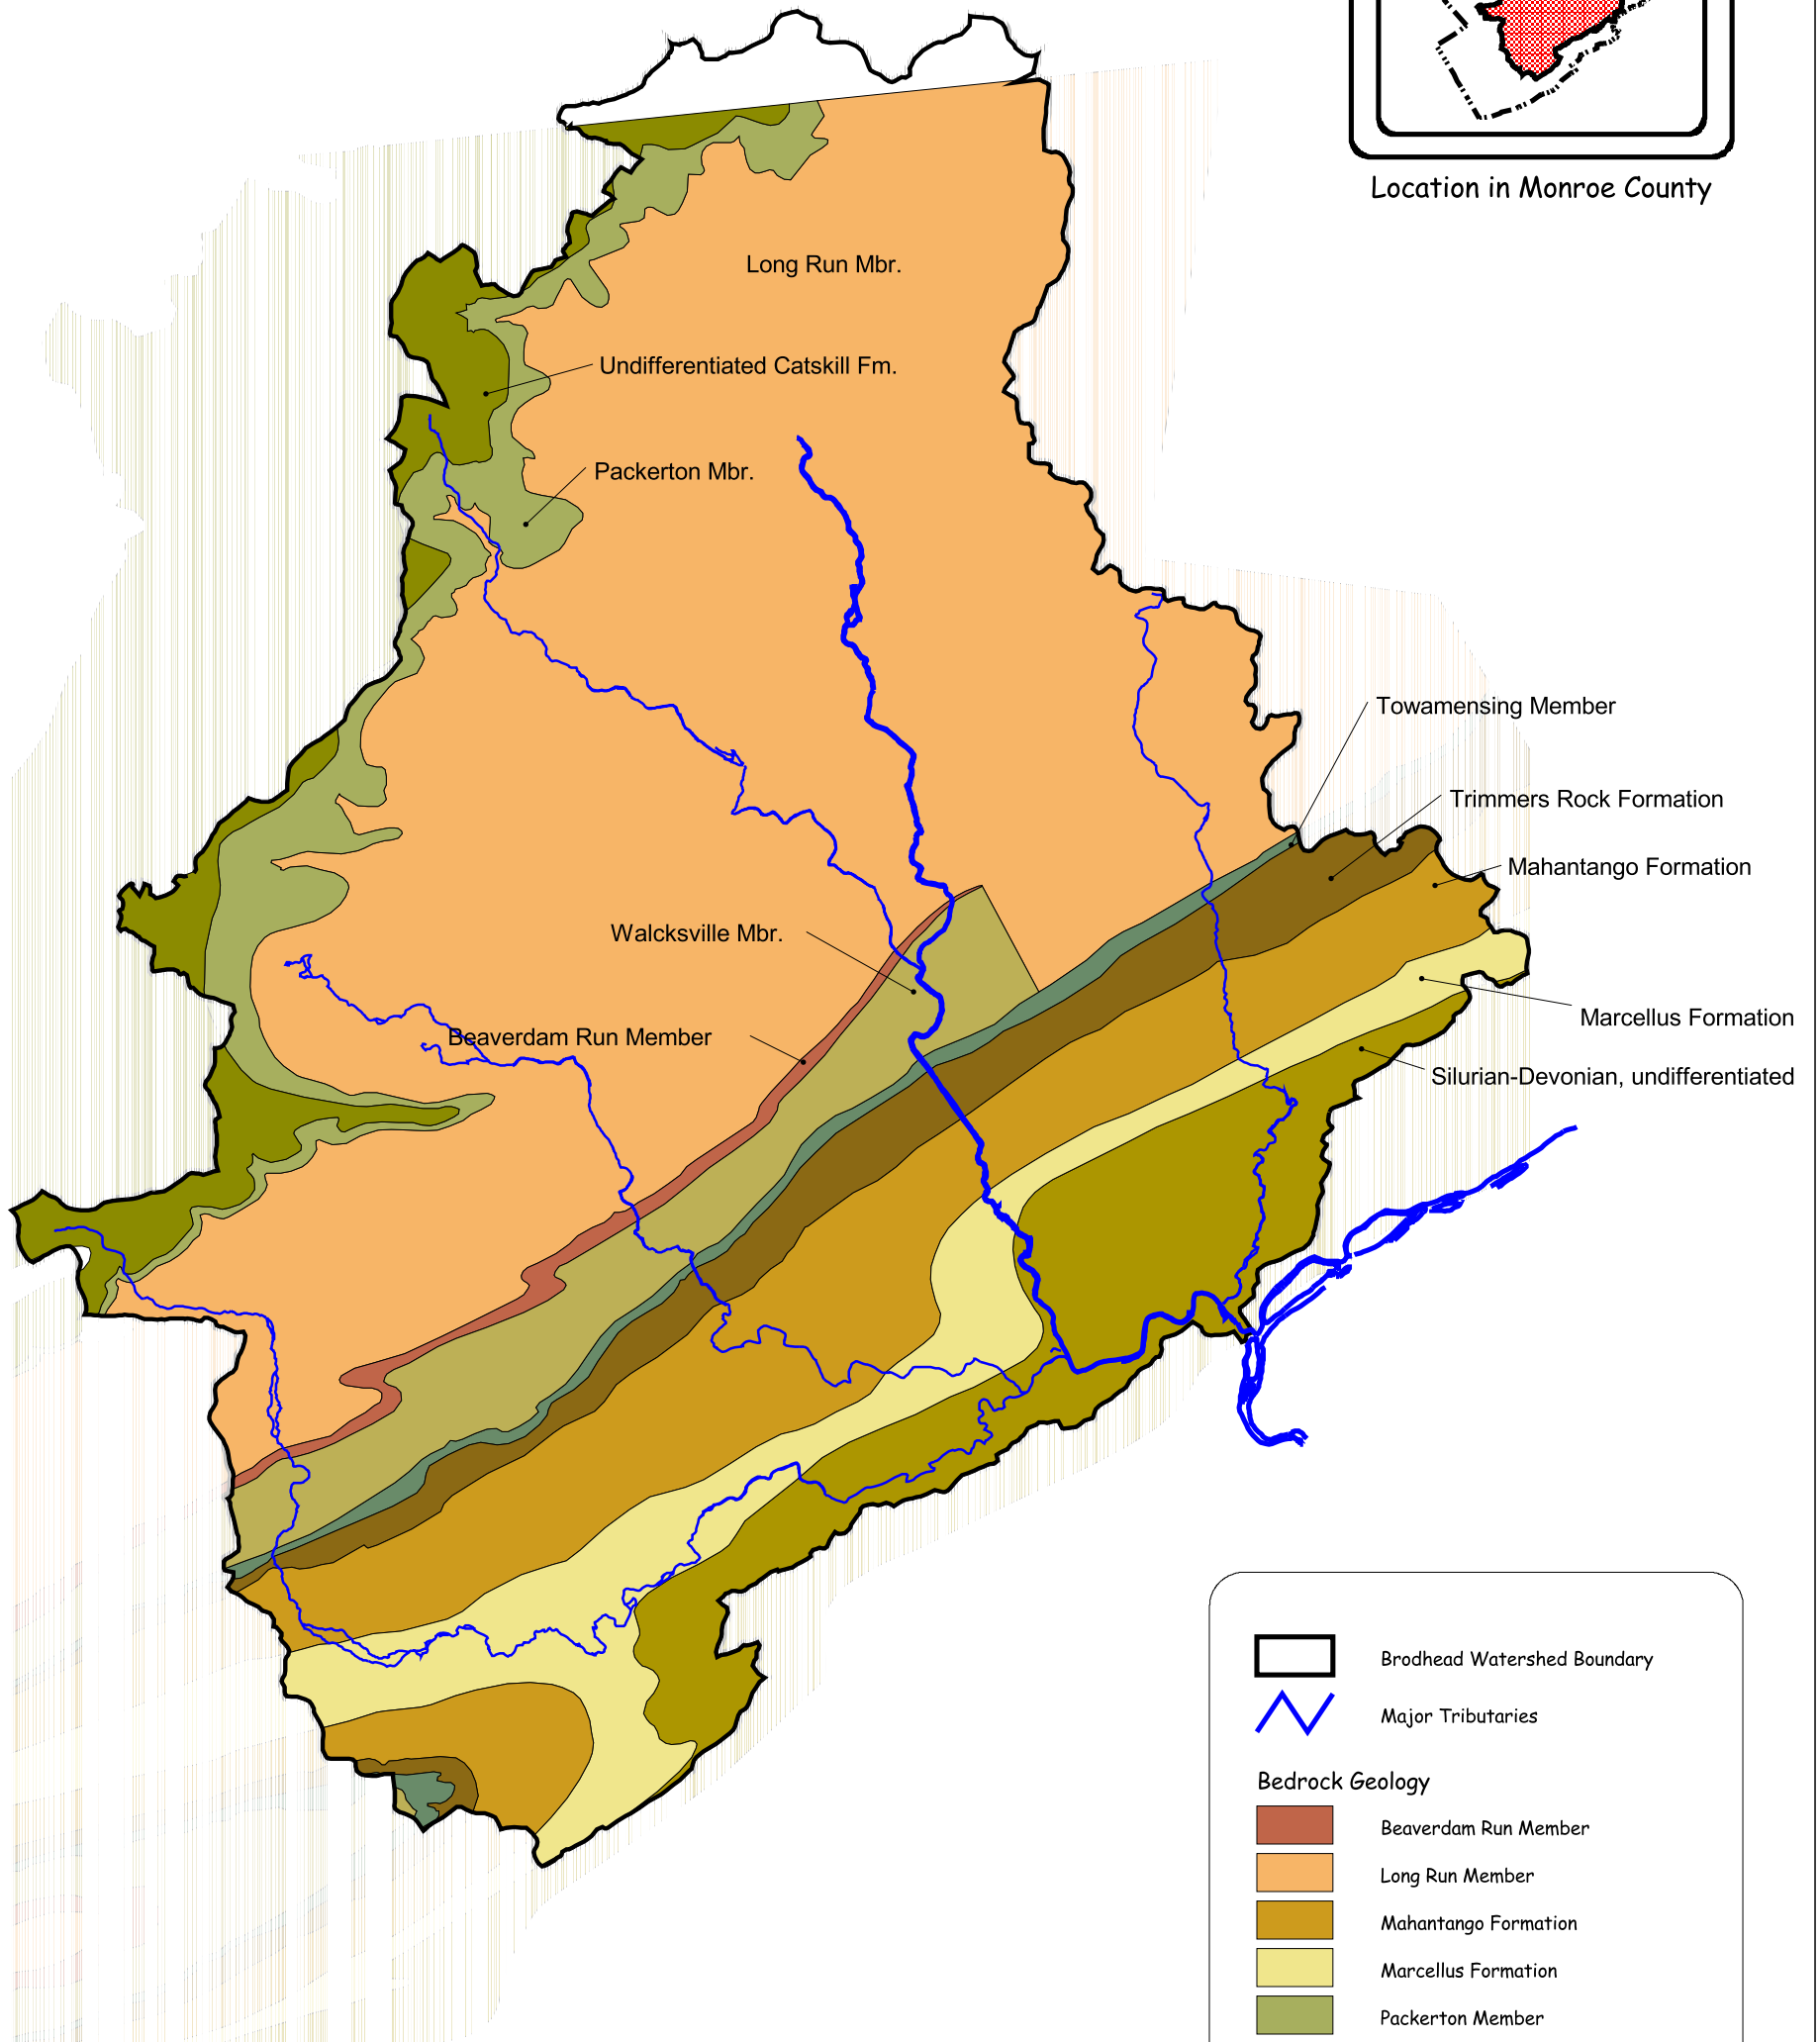 Location in Monroe County
Long Run Mbr.
Undifferentiated Catskill Fm.
Packerton Mbr.
Towamensing Member
Trimmers Rock Formation
Mahantango Formation
Walcksville Mbr.
Marcellus Formation
Beaverdam Run Member
Silurian-Devonian, undifferentiated
Brodhead Watershed Boundary
Major Tributaries
Bedrock Geology
Beaverdam Run Member
Long Run Member
Mahantango Formation
Marcellus Formation
Packerton Member